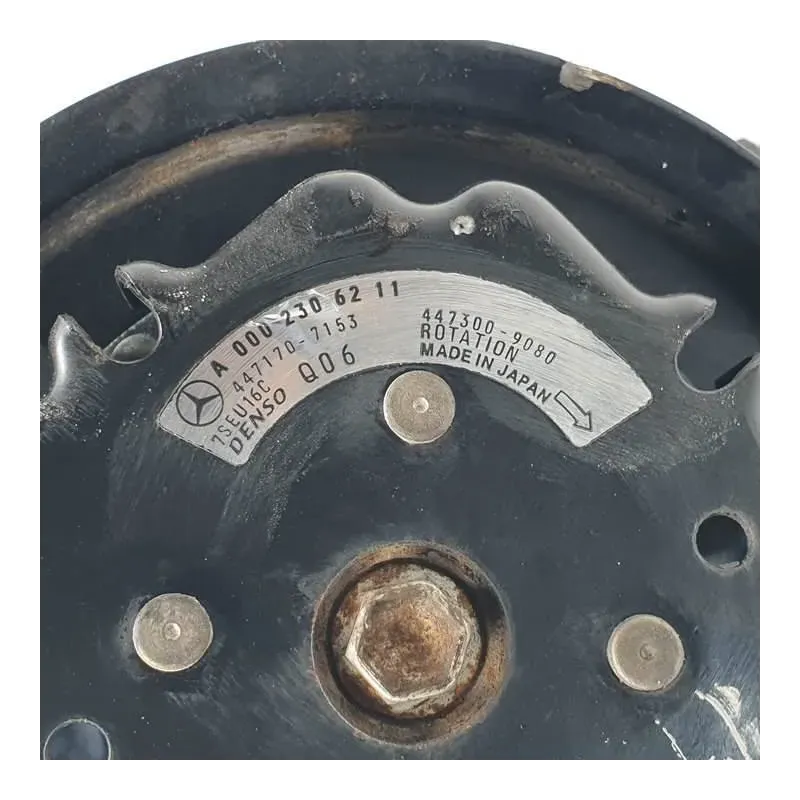 A 000 230 62 11
447170-7153
7SEU16C
DENSO Q06
447300-9080
ROTATION
MADE IN JAPAN